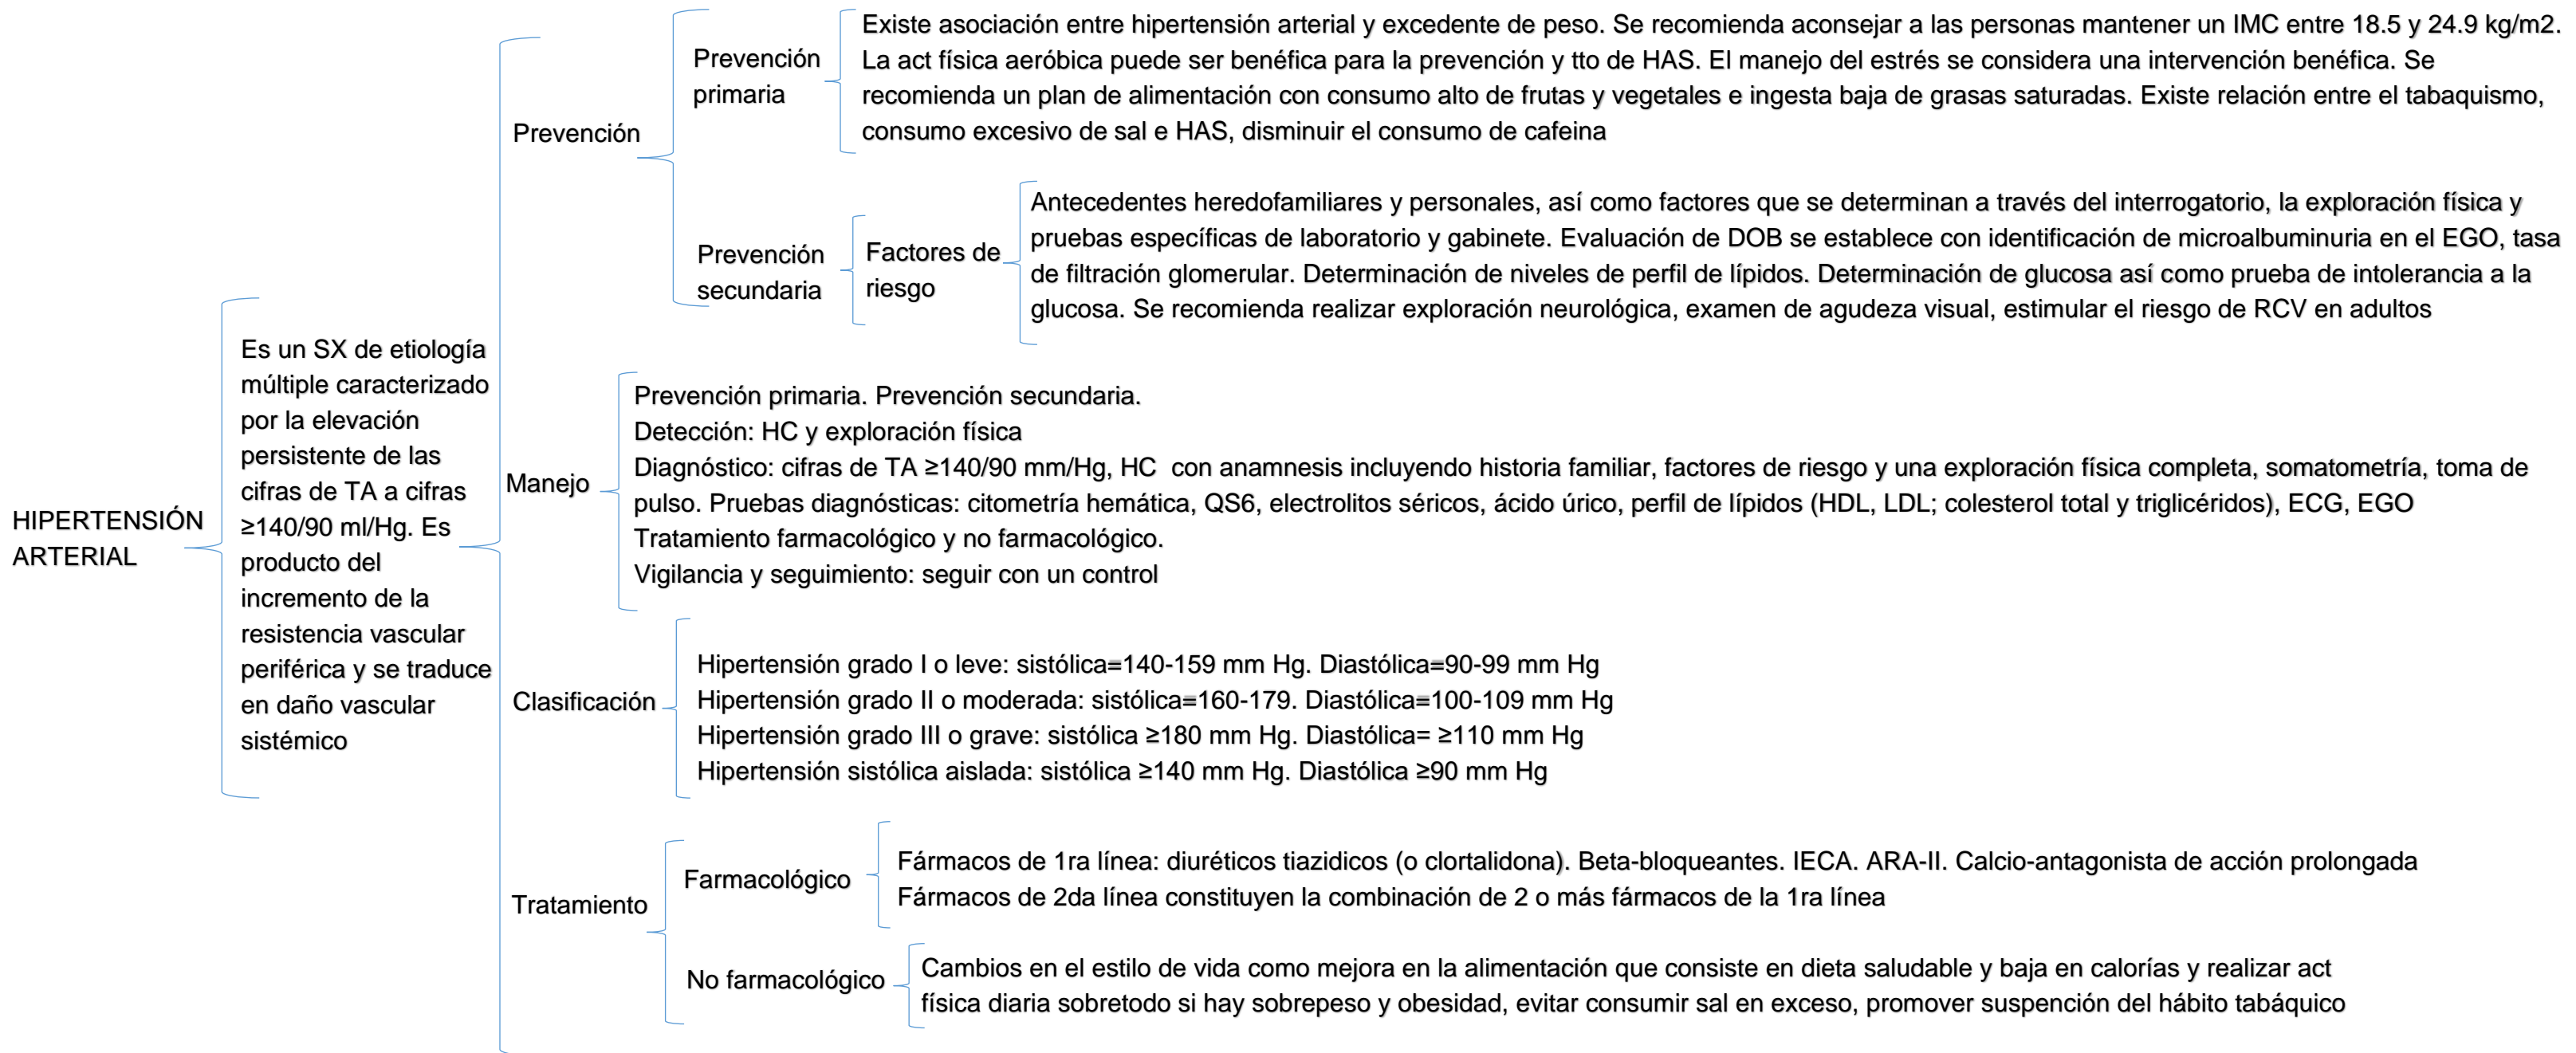 HIPERTENSIÓN
ARTERIAL
Es un SX de etiología
múltiple caracterizado
por la elevación
persistente de las
cifras de TA a cifras
≥140/90 ml/Hg. Es
producto del
incremento de la
resistencia vascular
periférica y se traduce
en daño vascular
sistémico
Prevención
Prevención
primaria
Existe asociación entre hipertensión arterial y excedente de peso. Se recomienda aconsejar a las personas mantener un IMC entre 18.5 y 24.9 kg/m2.
La act física aeróbica puede ser benéfica para la prevención y tto de HAS. El manejo del estrés se considera una intervención benéfica. Se
recomienda un plan de alimentación con consumo alto de frutas y vegetales e ingesta baja de grasas saturadas. Existe relación entre el tabaquismo,
consumo excesivo de sal e HAS, disminuir el consumo de cafeina
Prevención
secundaria
Factores de
riesgo
Antecedentes heredofamiliares y personales, así como factores que se determinan a través del interrogatorio, la exploración física y
pruebas específicas de laboratorio y gabinete. Evaluación de DOB se establece con identificación de microalbuminuria en el EGO, tasa
de filtración glomerular. Determinación de niveles de perfil de lípidos. Determinación de glucosa así como prueba de intolerancia a la
glucosa. Se recomienda realizar exploración neurológica, examen de agudeza visual, estimular el riesgo de RCV en adultos
Manejo
Prevención primaria. Prevención secundaria.
Detección: HC y exploración física
Diagnóstico: cifras de TA ≥140/90 mm/Hg, HC con anamnesis incluyendo historia familiar, factores de riesgo y una exploración física completa, somatometría, toma de
pulso. Pruebas diagnósticas: citometría hemática, QS6, electrolitos séricos, ácido úrico, perfil de lípidos (HDL, LDL; colesterol total y triglicéridos), ECG, EGO
Tratamiento farmacológico y no farmacológico.
Vigilancia y seguimiento: seguir con un control
Clasificación
Hipertensión grado I o leve: sistólica=140-159 mm Hg. Diastólica=90-99 mm Hg
Hipertensión grado II o moderada: sistólica=160-179. Diastólica=100-109 mm Hg
Hipertensión grado III o grave: sistólica ≥180 mm Hg. Diastólica= ≥110 mm Hg
Hipertensión sistólica aislada: sistólica ≥140 mm Hg. Diastólica ≥90 mm Hg
Tratamiento
Farmacológico
Fármacos de 1ra línea: diuréticos tiazidicos (o clortalidona). Beta-bloqueantes. IECA. ARA-II. Calcio-antagonista de acción prolongada
Fármacos de 2da línea constituyen la combinación de 2 o más fármacos de la 1ra línea
No farmacológico
Cambios en el estilo de vida como mejora en la alimentación que consiste en dieta saludable y baja en calorías y realizar act
física diaria sobretodo si hay sobrepeso y obesidad, evitar consumir sal en exceso, promover suspención del hábito tabáquico